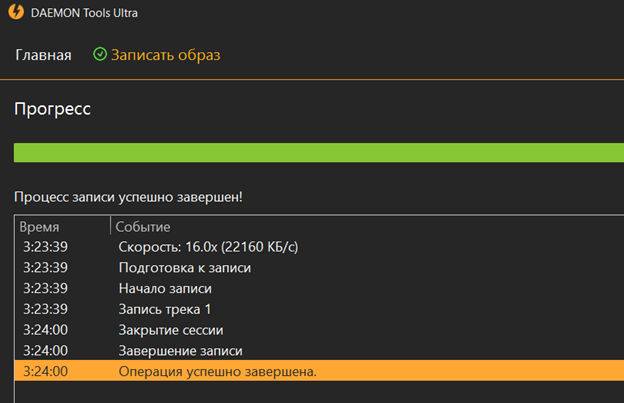 DAEMON Tools Ultra
Главная Записать образ
Прогресс
Процесс записи успешно завершен!
Время Событие
3:23:39 Скорость: 16.0x (22160 КБ/с)
3:23:39 Подготовка к записи
3:23:39 Начало записи
3:23:39 Запись трека 1
3:24:00 Закрытие сессии
3:24:00 Завершение записи
3:24:00 Операция успешно завершена.